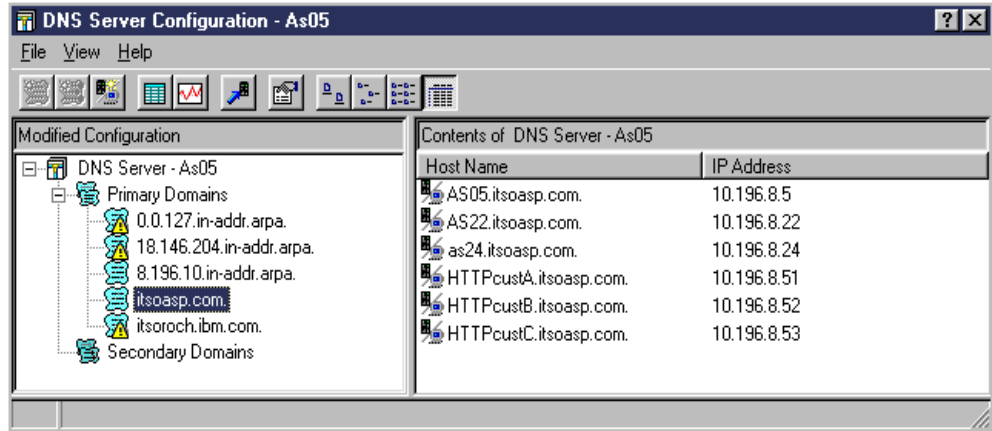 DNS Server Configuration - As05
File View Help
Modified Configuration
DNS Server - As05
Primary Domains
0.0.127.in-addr.arpa.
18.146.204.in-addr.arpa.
8.196.10.in-addr.arpa.
itsoasp.com.
itsoroch.ibm.com.
Secondary Domains
Contents of DNS Server - As05
Host Name IP Address
AS05.itsoasp.com. 10.196.8.5
AS22.itsoasp.com. 10.196.8.22
as24.itsoasp.com. 10.196.8.24
HTTPcustA.itsoasp.com. 10.196.8.51
HTTPcustB.itsoasp.com. 10.196.8.52
HTTPcustC.itsoasp.com. 10.196.8.53